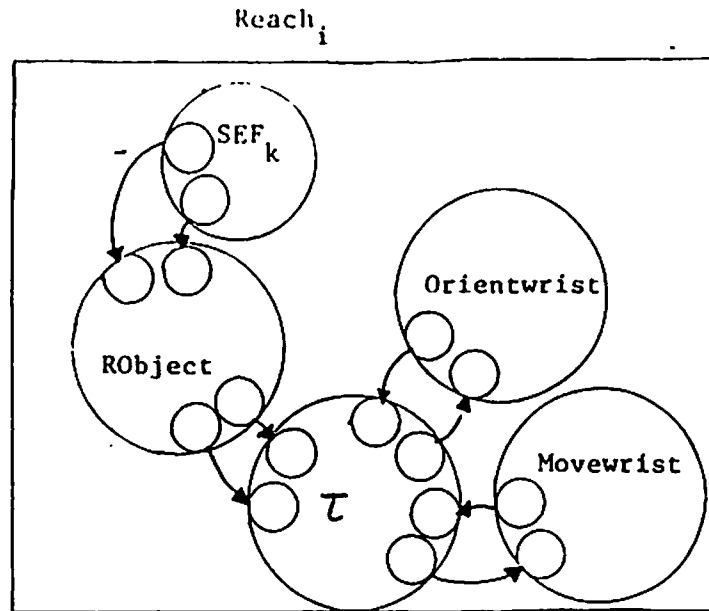 Reach_i
SEF_k
Orientwrist
RObject
Movewrist
τ